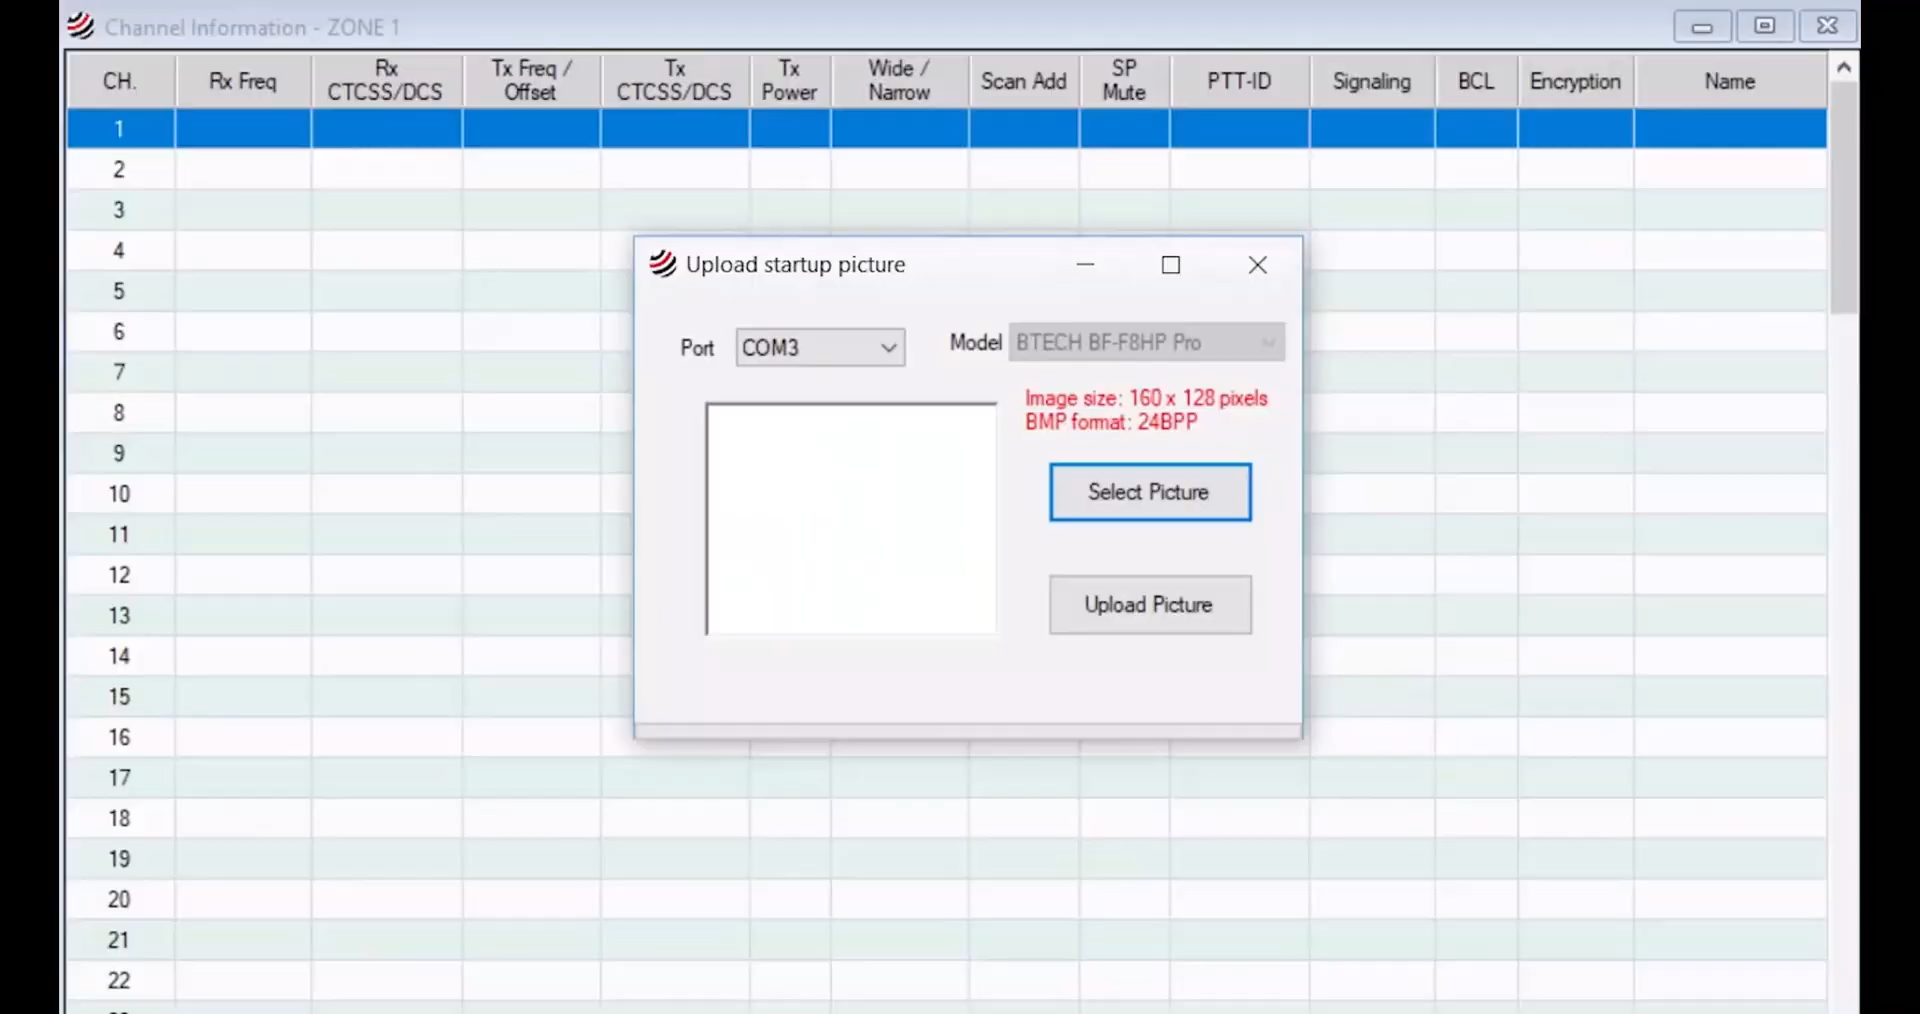 Channel Information - ZONE 1
CH.
Rx Freq
Rx
CTCSS/DCS
Tx Freq /
Offset
Tx
CTCSS/DCS
Tx
Power
Wide /
Narrow
Scan Add
SP
Mute
PTT-ID
Signaling
BCL
Encryption
Name
1
2
3
4
5
6
7
8
9
10
11
12
13
14
15
16
17
18
19
20
21
22
Upload startup picture
Port COM3
Model BTECH BF-F8HP Pro
Image size: 160 x 128 pixels
BMP format: 24BPP
Select Picture
Upload Picture